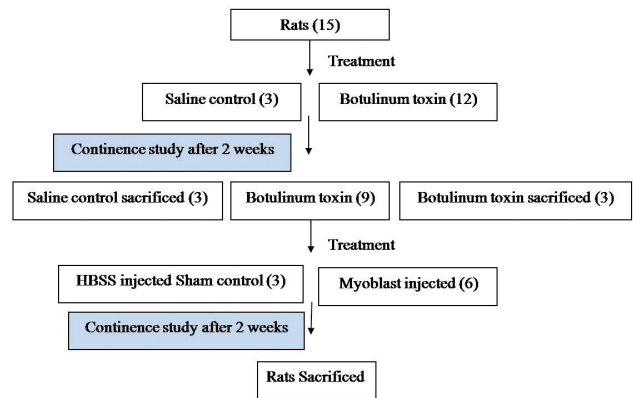 Rats (15)
Treatment
Saline control (3)
Botulinum toxin (12)
Continence study after 2 weeks
Saline control sacrificed (3)
Botulinum toxin (9)
Botulinum toxin sacrificed (3)
Treatment
HBSS injected Sham control (3)
Myoblast injected (6)
Continence study after 2 weeks
Rats Sacrificed